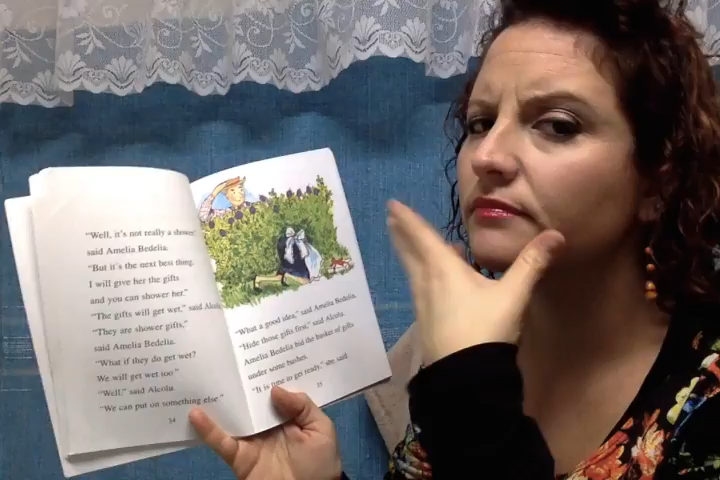 "Well, it's not really a shower,"
said Amelia Bedelia.
"But it's the next best thing.
I will give her the gifts
and you can shower her."
"The gifts will get wet," said Alcolu.
"They are shower gifts,"
said Amelia Bedelia.
"What if they do get wet?
We will get wet too."
"Well," said Alcolu.
"We can put on something else."
34
"What a good idea," said Amelia Bedelia.
"Hide those gifts first," said Alcolu.
Amelia Bedelia hid the basket of gifts
under some bushes.
"It is time to get ready," she said.
35